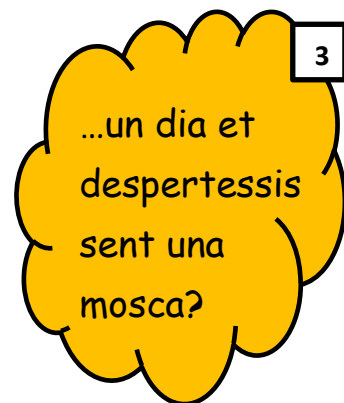 3
…un dia et
despertessis
sent una
mosca?